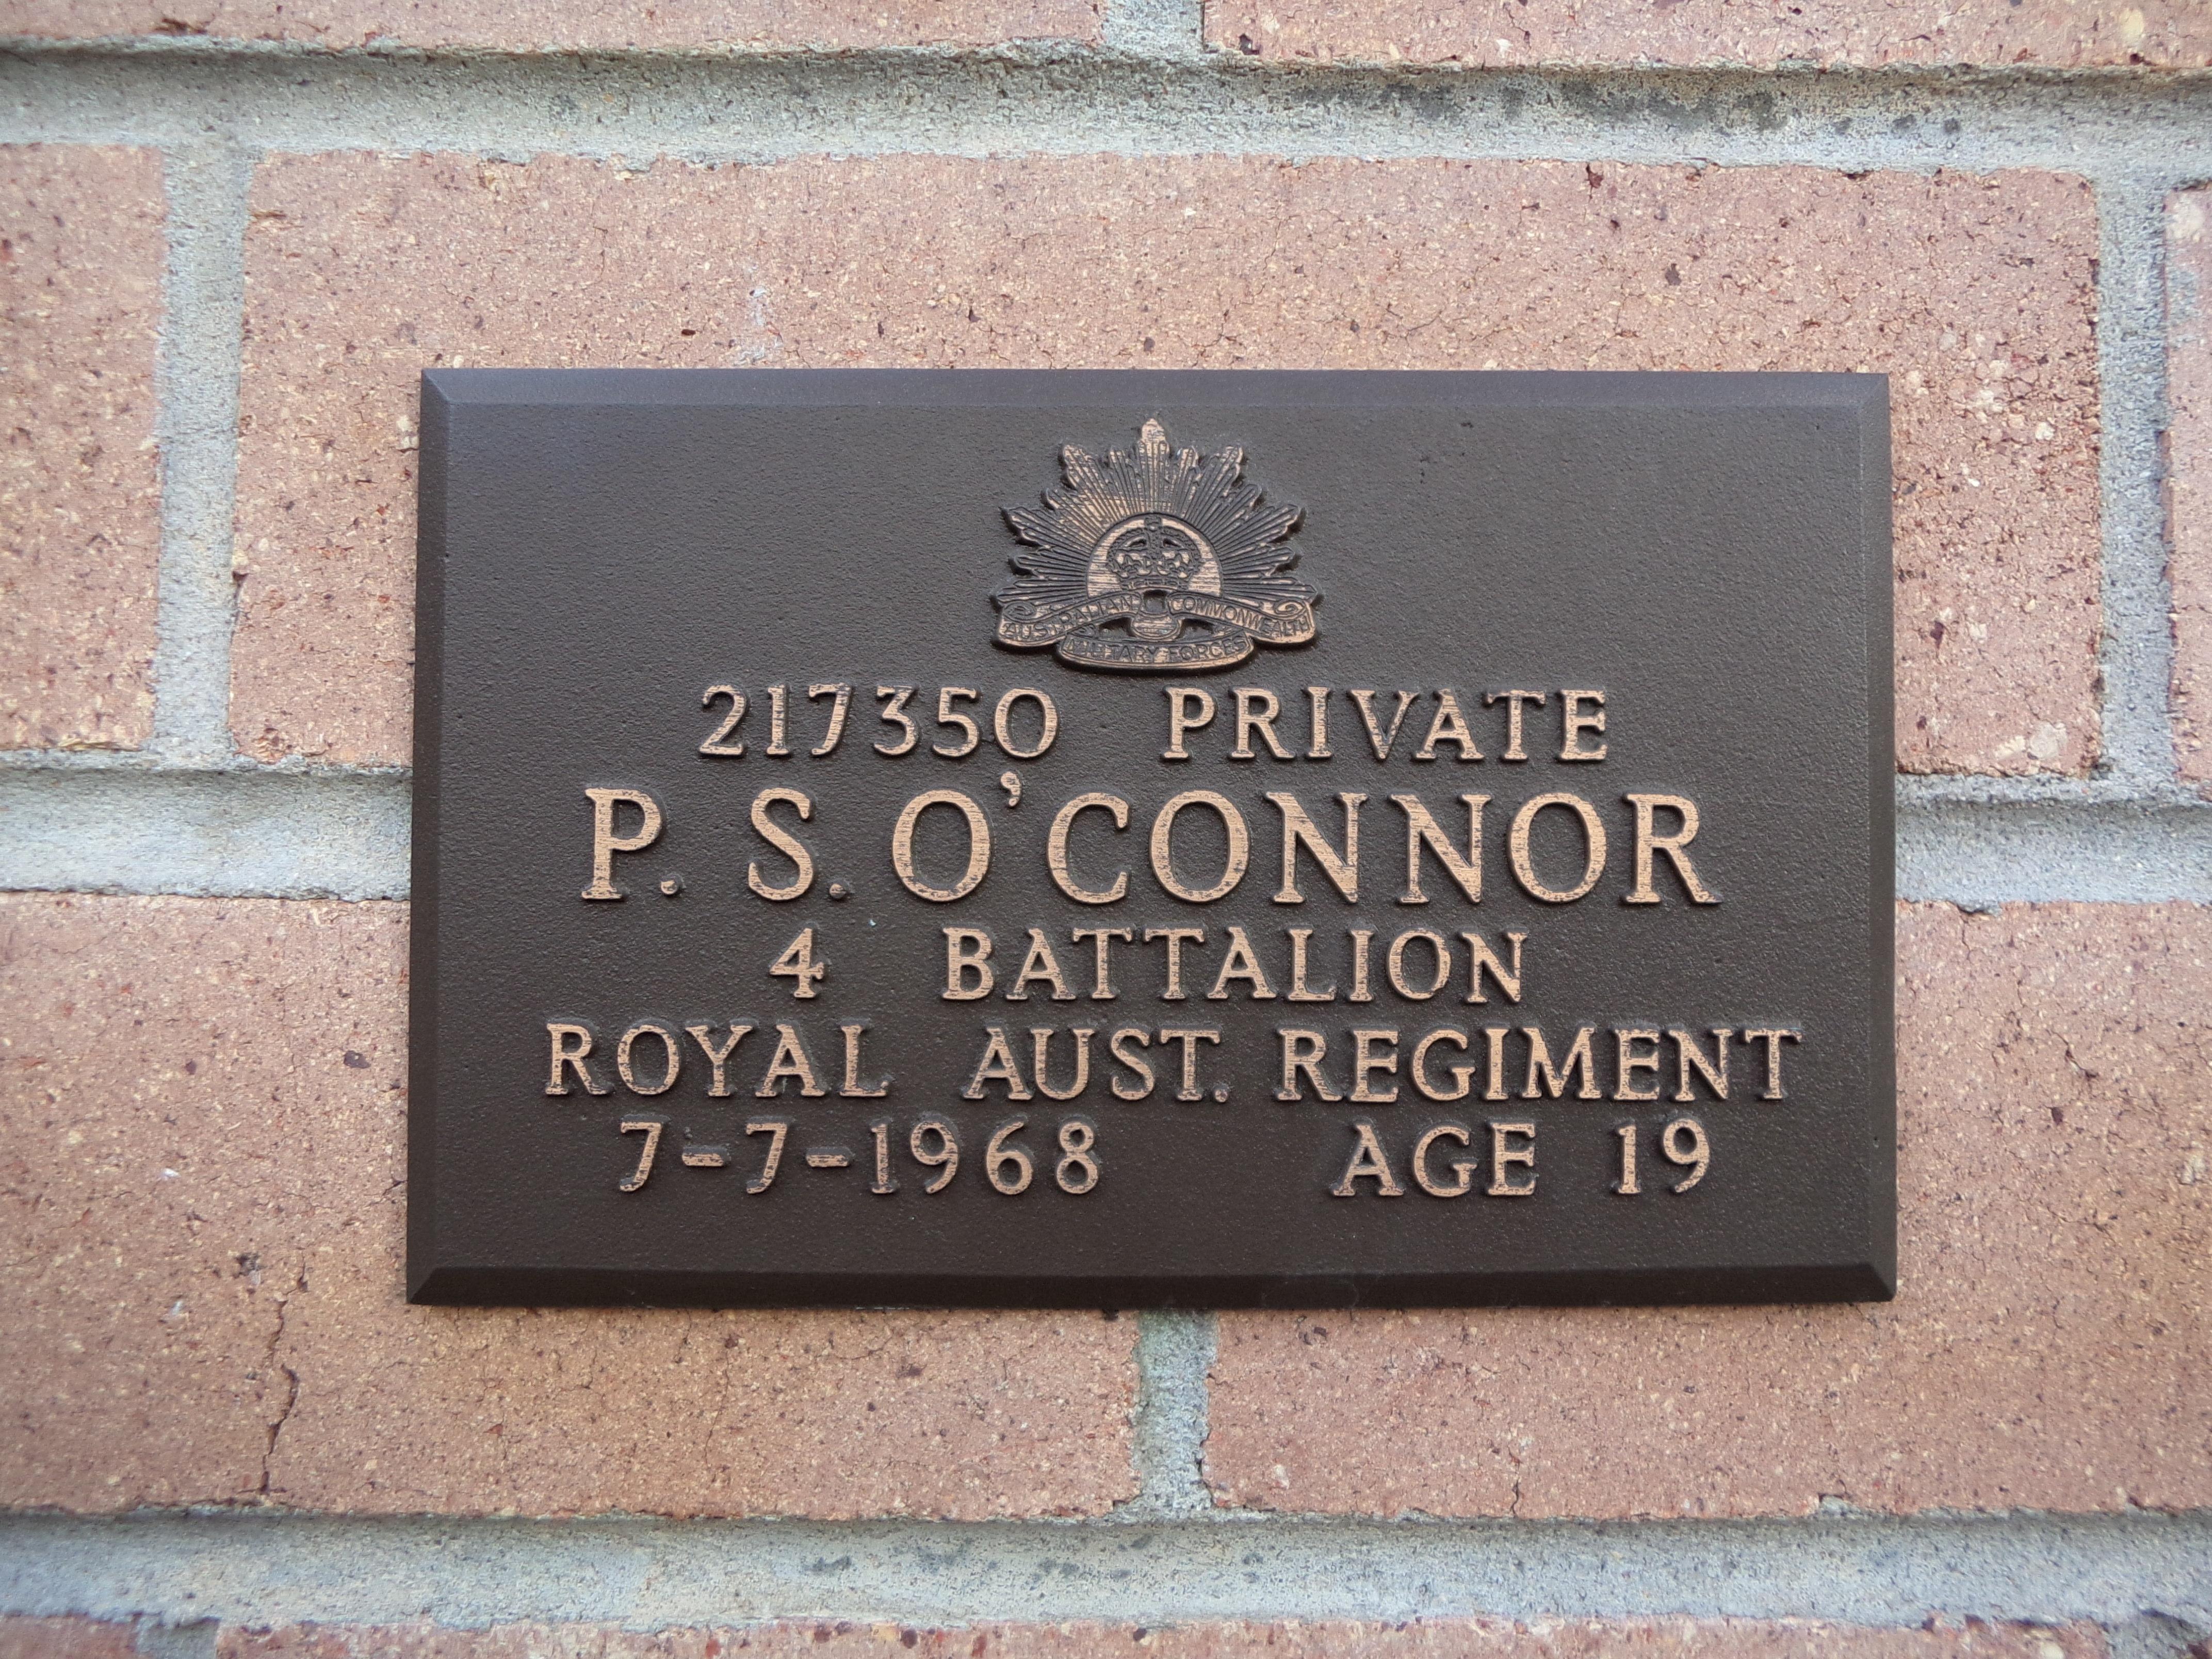 AUSTRALIAN COMMONWEALTH
MILITARY FORCES
217350 PRIVATE
P. S. O'CONNOR
4 BATTALION
ROYAL AUST. REGIMENT
7-7-1968 AGE 19